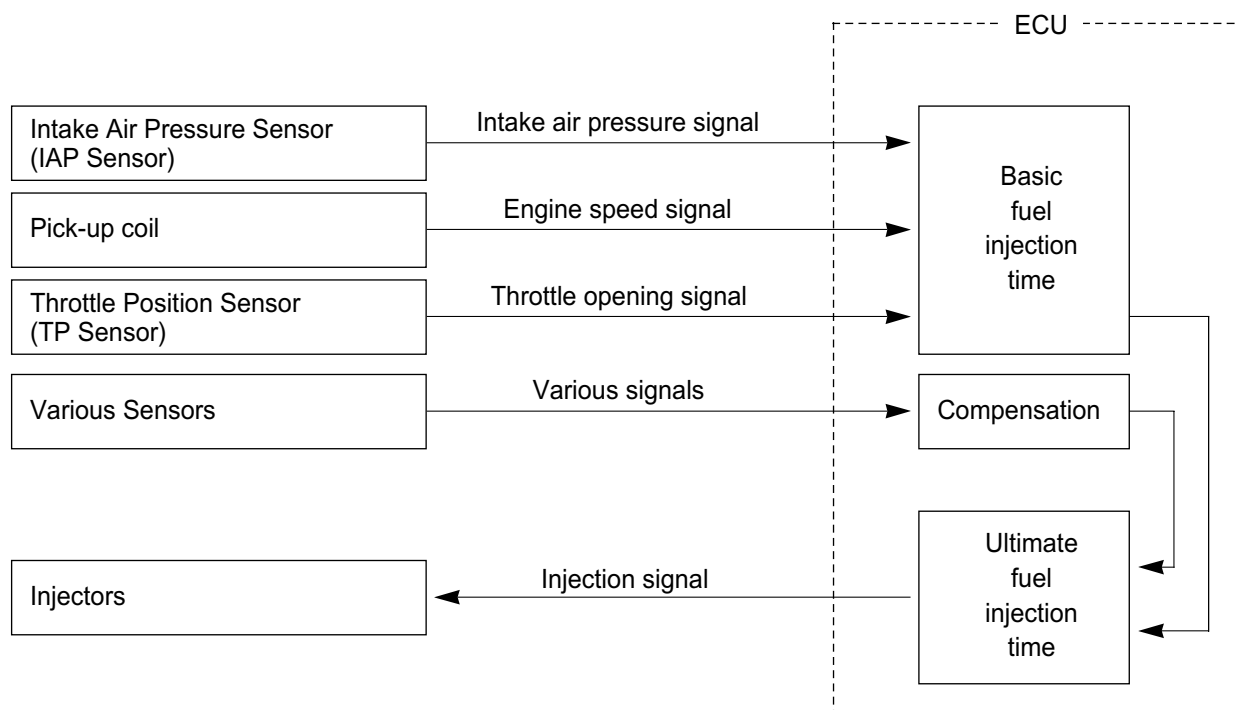 ECU
Intake Air Pressure Sensor
(IAP Sensor)
Intake air pressure signal
Basic
fuel
injection
time
Pick-up coil
Engine speed signal
Throttle Position Sensor
(TP Sensor)
Throttle opening signal
Various Sensors
Various signals
Compensation
Injectors
Injection signal
Ultimate
fuel
injection
time